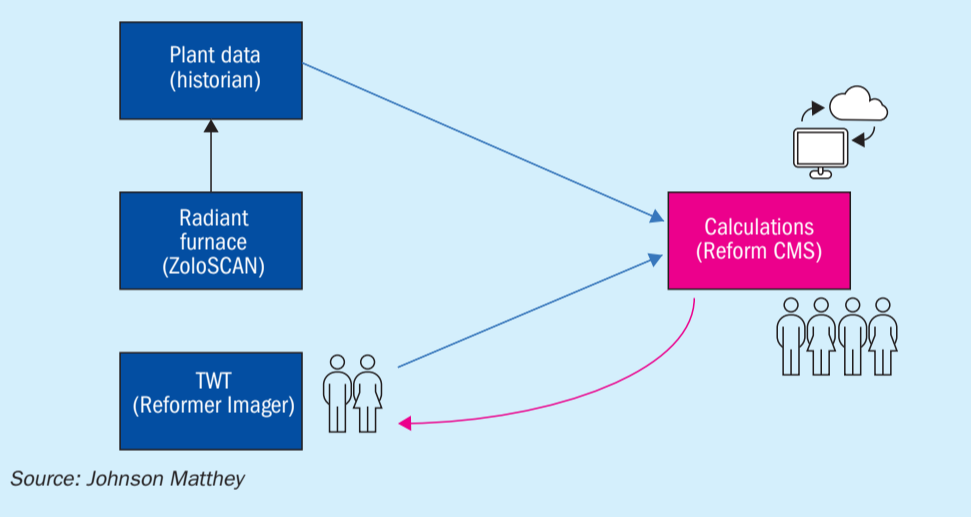 Plant data
(historian)
Radiant
furnace
(ZoloSCAN)
Calculations
(Reform CMS)
TWT
(Reformer Imager)
Source: Johnson Matthey